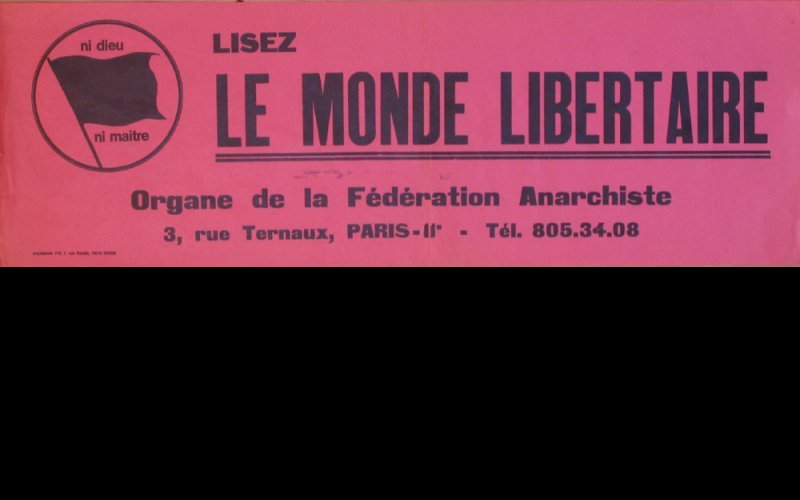 ni dieu
ni maitre
LISEZ
LE MONDE LIBERTAIRE
Organe de la Fédération Anarchiste
3, rue Ternaux, PARIS-11e - Tél. 805.34.08